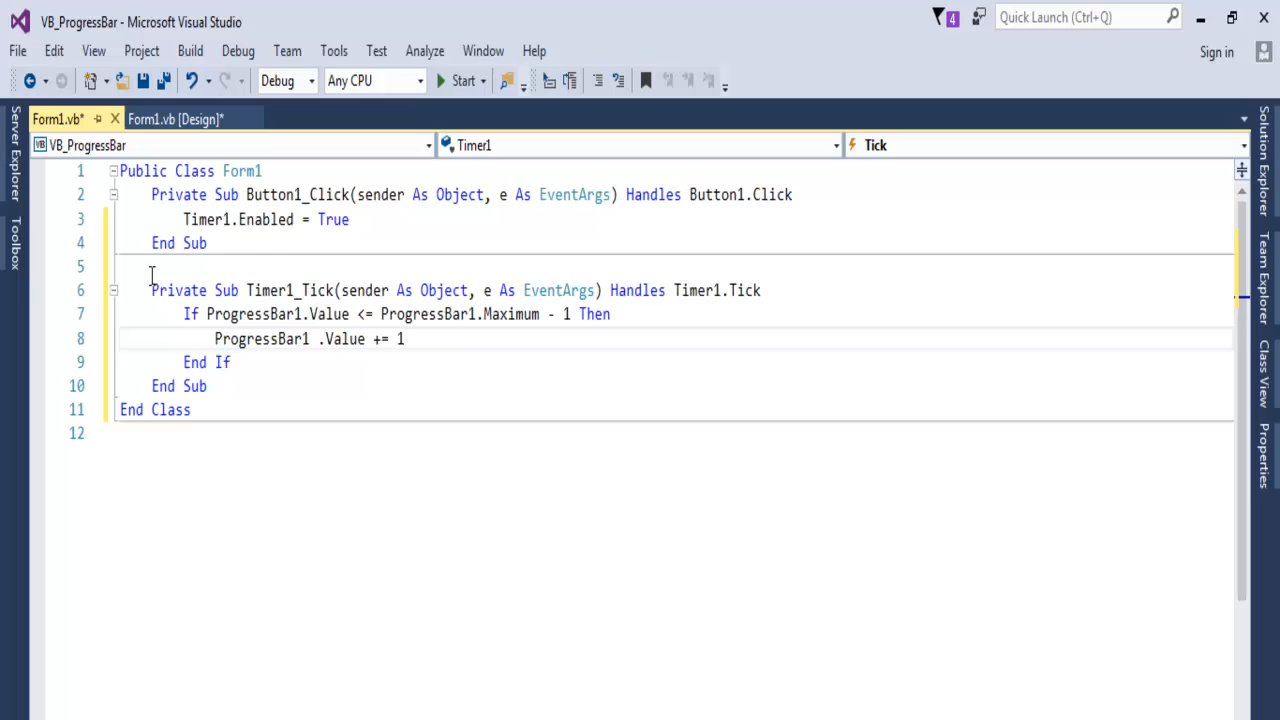 VB_ProgressBar - Microsoft Visual Studio
4
Quick Launch (Ctrl+Q)
File Edit View Project Build Debug Team Tools Test Analyze Window Help
Sign in
Debug Any CPU Start
Form1.vb* Form1.vb [Design]*
VB VB_ProgressBar Timer1 Tick
1 Public Class Form1
2 Private Sub Button1_Click(sender As Object, e As EventArgs) Handles Button1.Click
3 Timer1.Enabled = True
4 End Sub
5
6 Private Sub Timer1_Tick(sender As Object, e As EventArgs) Handles Timer1.Tick
7 If ProgressBar1.Value <= ProgressBar1.Maximum - 1 Then
8 ProgressBar1 .Value += 1
9 End If
10 End Sub
11 End Class
12
Server Explorer
Toolbox
Solution Explorer
Team Explorer
Class View
Properties